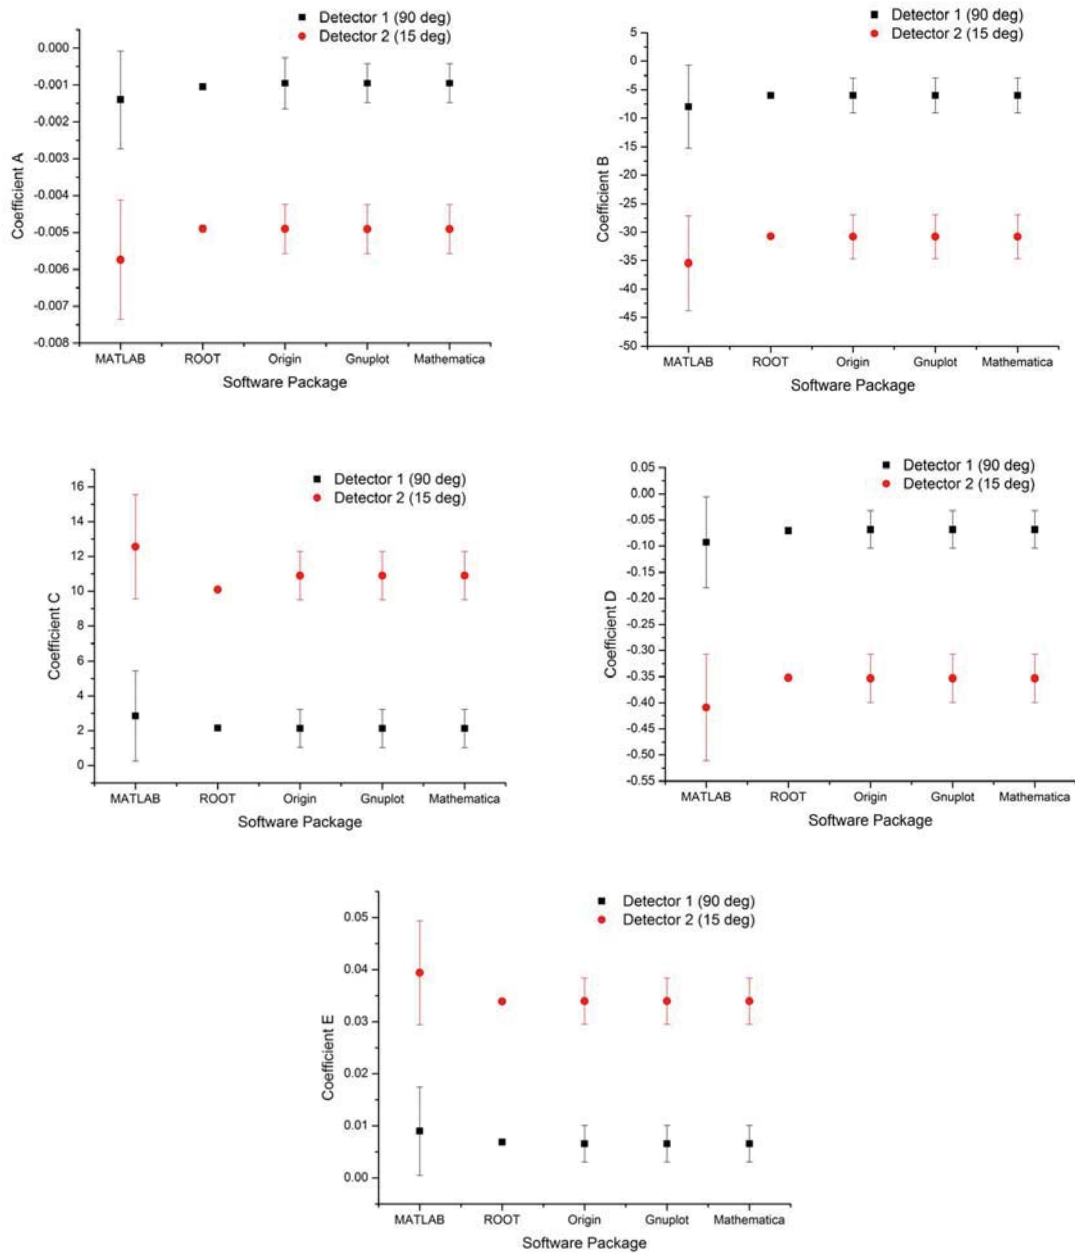 Detector 1 (90 deg)
Detector 2 (15 deg)
0.000
-0.001
-0.002
-0.003
-0.004
-0.005
-0.006
-0.007
-0.008
Coefficient A
MATLAB ROOT Origin Gnuplot Mathematica
Software Package
Detector 1 (90 deg)
Detector 2 (15 deg)
5
0
-5
-10
-15
-20
-25
-30
-35
-40
-45
-50
Coefficient B
MATLAB ROOT Origin Gnuplot Mathematica
Software Package
Detector 1 (90 deg)
Detector 2 (15 deg)
16
14
12
10
8
6
4
2
0
Coefficient C
MATLAB ROOT Origin Gnuplot Mathematica
Software Package
Detector 1 (90 deg)
Detector 2 (15 deg)
0.05
0.00
-0.05
-0.10
-0.15
-0.20
-0.25
-0.30
-0.35
-0.40
-0.45
-0.50
-0.55
Coefficient D
MATLAB ROOT Origin Gnuplot Mathematica
Software Package
Detector 1 (90 deg)
Detector 2 (15 deg)
0.05
0.04
0.03
0.02
0.01
0.00
Coefficient E
MATLAB ROOT Origin Gnuplot Mathematica
Software Package